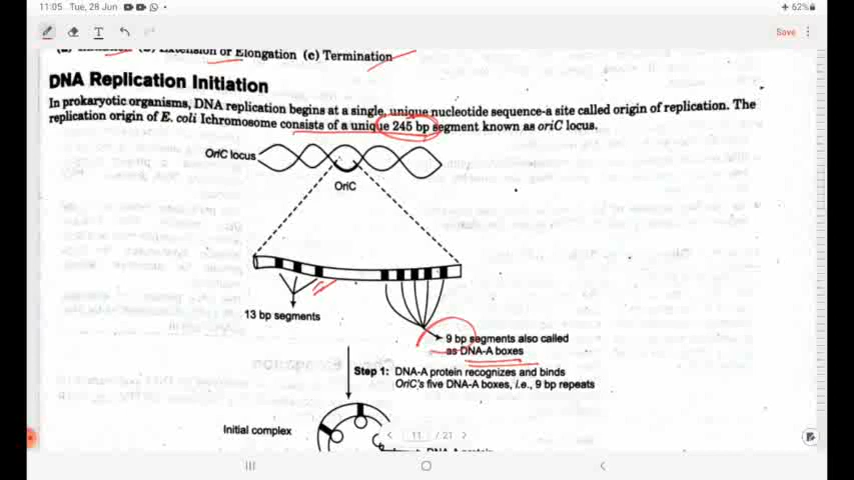 11:05 Tue, 28 Jun
62%
T
Save
Extension or Elongation (c) Termination
DNA Replication Initiation
In prokaryotic organisms, DNA replication begins at a single, unique nucleotide sequence-a site called origin of replication. The
replication origin of E. coli Ichromosome consists of a unique 245 bp segment known as oriC locus.
OriC locus
OriC
13 bp segments
9 bp segments also called
as DNA-A boxes
Step 1: DNA-A protein recognizes and binds
OriC's five DNA-A boxes, i.e., 9 bp repeats
Initial complex
11 / 21
DNA-A protein